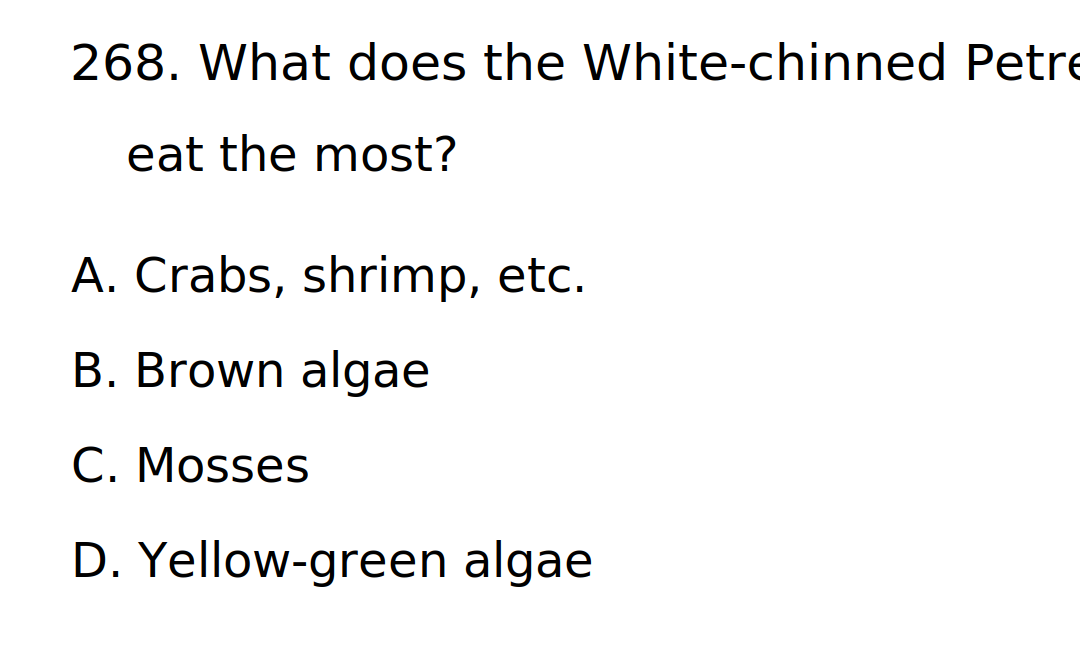 268. What does the White-chinned Petre
eat the most?
A. Crabs, shrimp, etc.
B. Brown algae
C. Mosses
D. Yellow-green algae